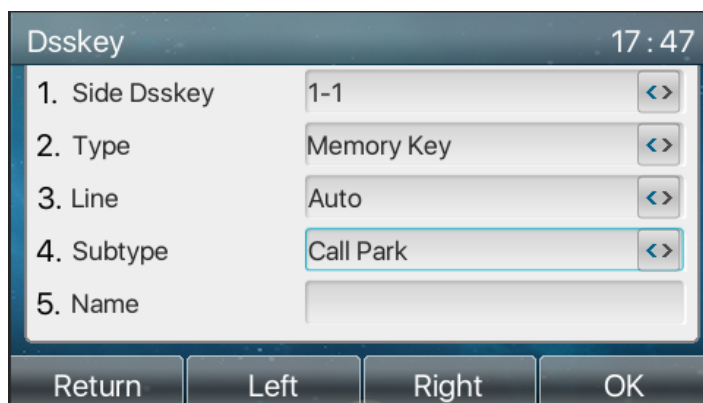 Dsskey 17:47
1. Side Dsskey 1-1 <>
2. Type Memory Key <>
3. Line Auto <>
4. Subtype Call Park <>
5. Name
Return Left Right OK